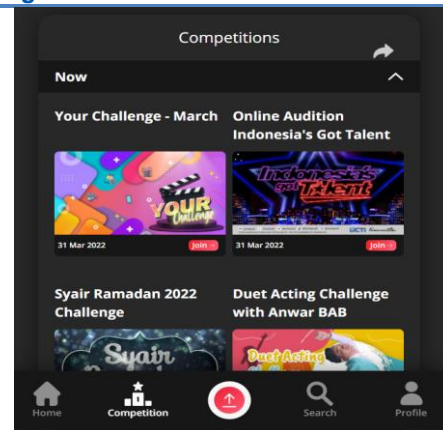 Competitions
Now
Your Challenge - March
Online Audition
Indonesia's Got Talent
YOUR
Challenge
Indonesia's
got Talent
RCTI
31 Mar 2022
Join
31 Mar 2022
Join
Syair Ramadan 2022
Challenge
Duet Acting Challenge
with Anwar BAB
Syair
Duet Acting
Home
Competition
Search
Profile